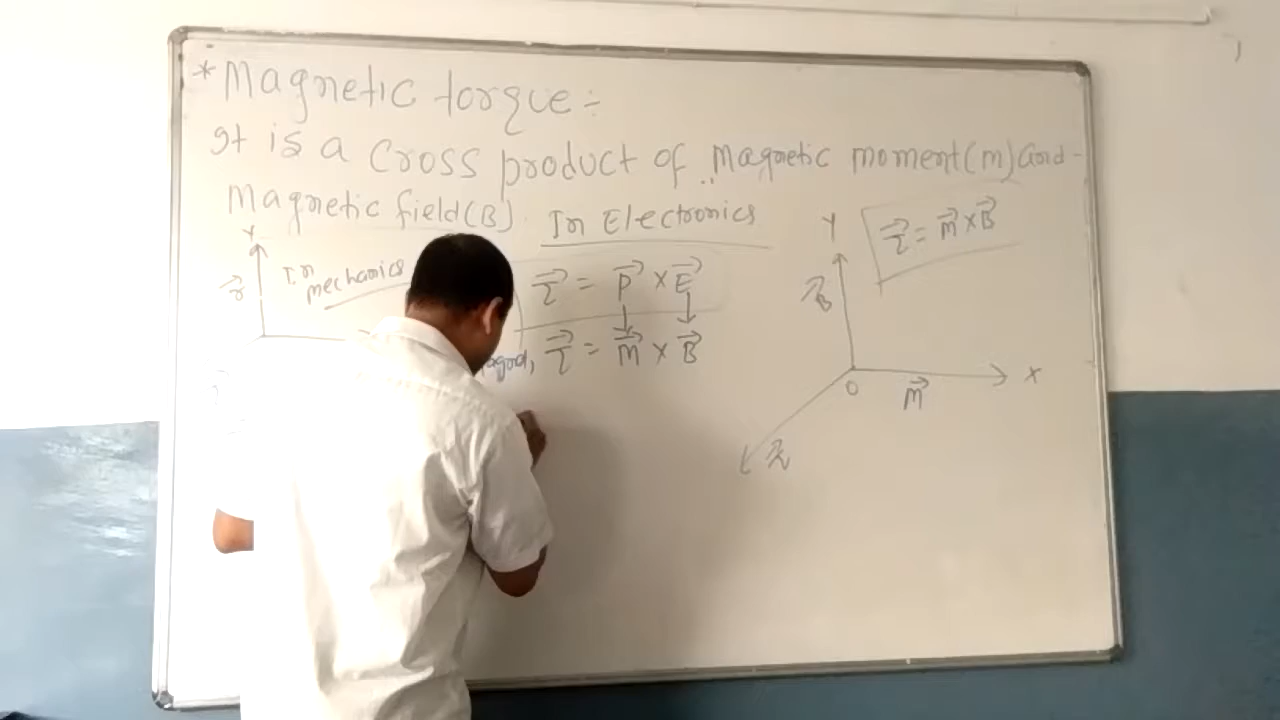 *Magnetic torque:-
It is a cross product of Magnetic moment(m) and -
Magnetic field(B). In Electronics
Y
In mechanics
r⃗
τ⃗ = P⃗ × E⃗
τ⃗ = M⃗ × B⃗
Y
τ⃗ = M⃗ × B⃗
B⃗
X
O
M⃗